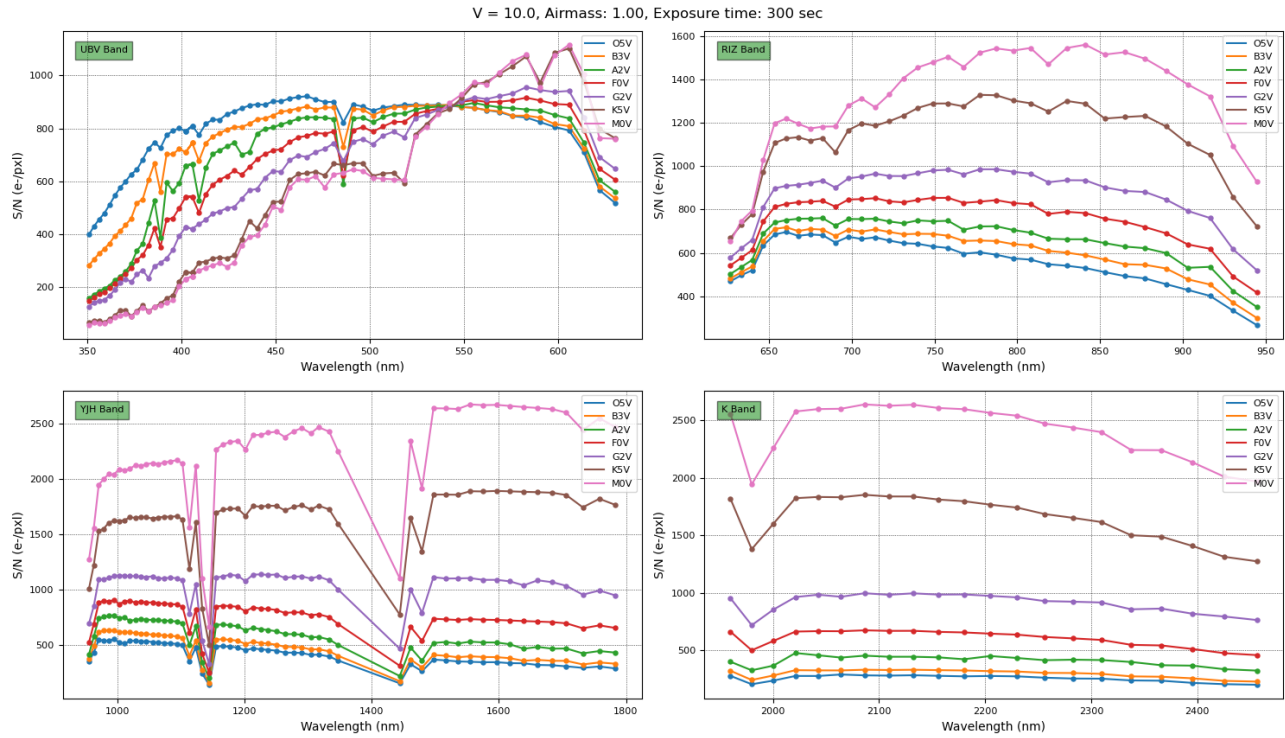 V = 10.0, Airmass: 1.00, Exposure time: 300 sec
UBV Band
O5V
B3V
A2V
F0V
G2V
K5V
M0V
S/N (e-/pxl)
1000
800
600
400
200
350 400 450 500 550 600
Wavelength (nm)
RIZ Band
O5V
B3V
A2V
F0V
G2V
K5V
M0V
S/N (e-/pxl)
1600
1400
1200
1000
800
600
400
650 700 750 800 850 900 950
Wavelength (nm)
YJH Band
O5V
B3V
A2V
F0V
G2V
K5V
M0V
S/N (e-/pxl)
2500
2000
1500
1000
500
1000 1200 1400 1600 1800
Wavelength (nm)
K Band
O5V
B3V
A2V
F0V
G2V
K5V
M0V
S/N (e-/pxl)
2500
2000
1500
1000
500
2000 2100 2200 2300 2400
Wavelength (nm)